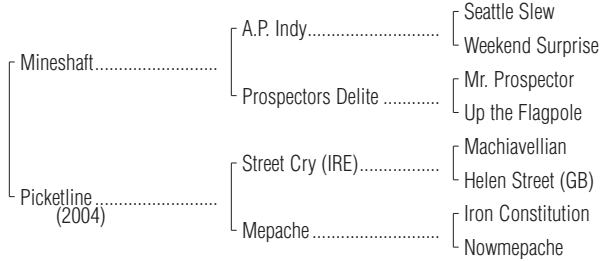 Seattle Slew
A.P. Indy
Weekend Surprise
Mineshaft
Mr. Prospector
Prospectors Delite
Up the Flagpole
Machiavellian
Street Cry (IRE)
Helen Street (GB)
Picketline
(2004)
Iron Constitution
Mepache
Nowmepache